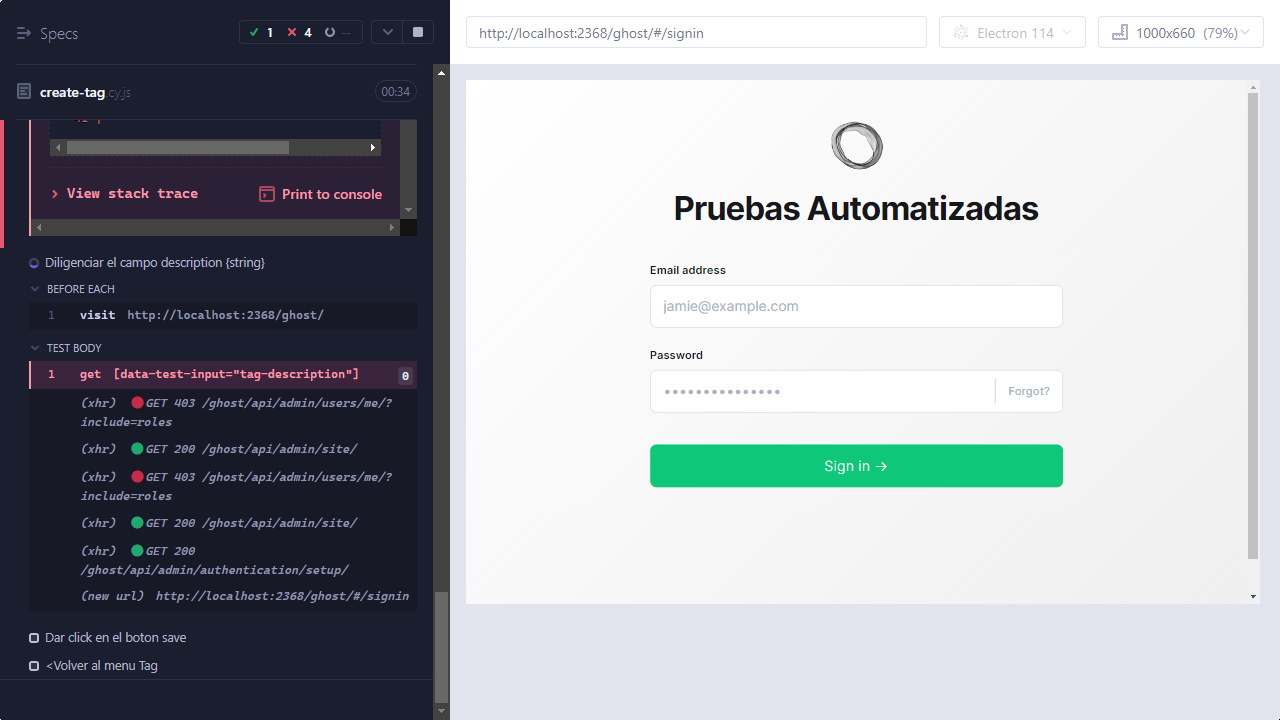 Specs
1 4 --
create-tag.cy.js
00:34
View stack trace
Print to console
Diligenciar el campo description {string}
BEFORE EACH
1 visit http://localhost:2368/ghost/
TEST BODY
1 get [data-test-input="tag-description"] 0
(xhr) GET 403 /ghost/api/admin/users/me/?
include=roles
(xhr) GET 200 /ghost/api/admin/site/
(xhr) GET 403 /ghost/api/admin/users/me/?
include=roles
(xhr) GET 200 /ghost/api/admin/site/
(xhr) GET 200
/ghost/api/admin/authentication/setup/
(new url) http://localhost:2368/ghost/#/signin
Dar click en el boton save
<Volver al menu Tag
http://localhost:2368/ghost/#/signin
Electron 114
1000x660 (79%)
Pruebas Automatizadas
Email address
jamie@example.com
Password
•••••••••••••••
Forgot?
Sign in →